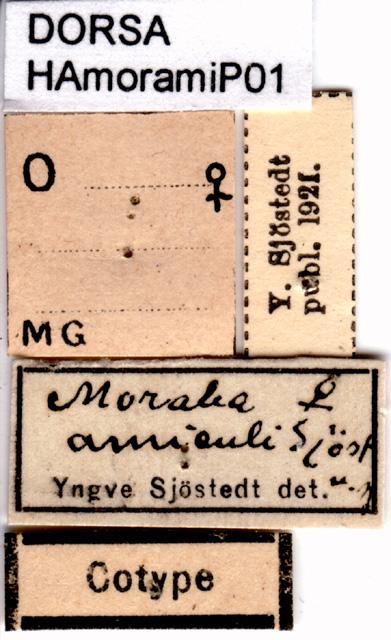 DORSA
HAmoramiP01
O ♀
MG
Y. Sjöstedt
publ. 1921.
Moraba ♀
amiculi Sjöst
Yngve Sjöstedt det.
Cotype